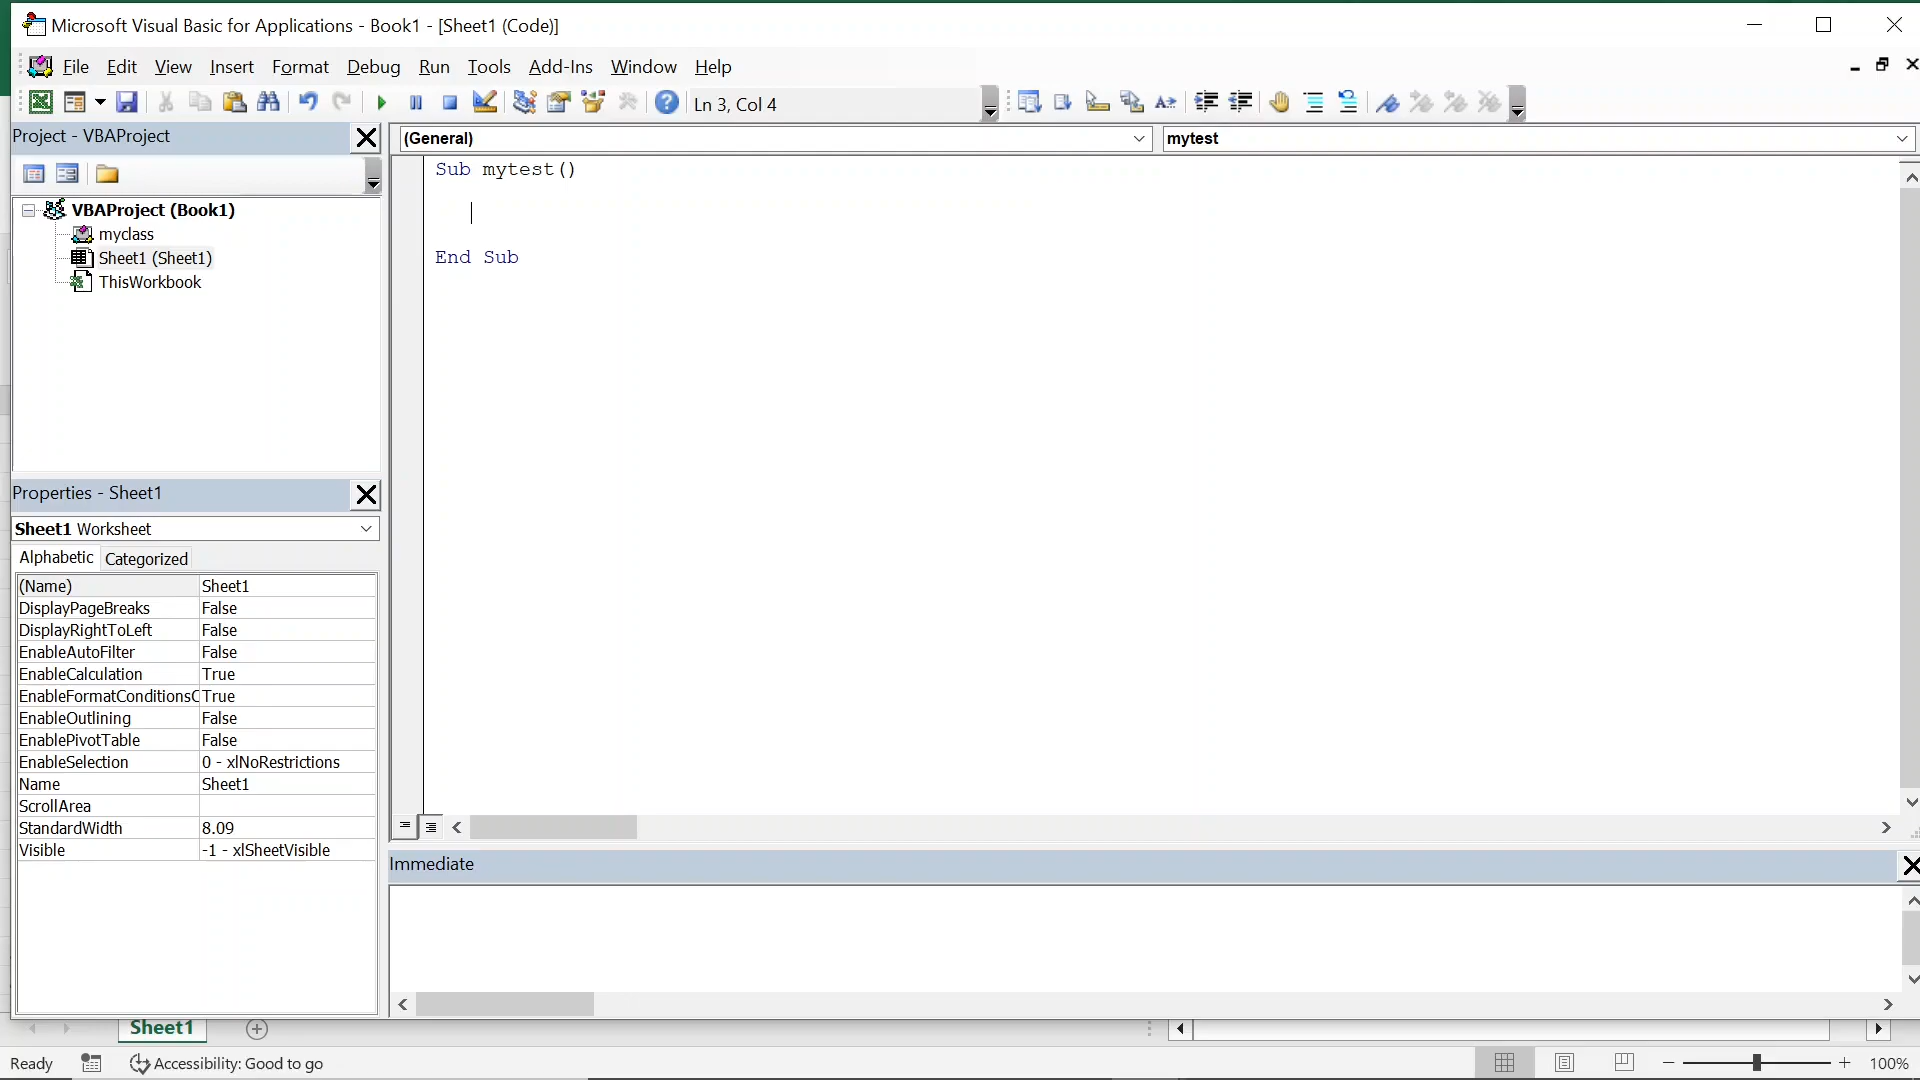 Microsoft Visual Basic for Applications - Book1 - [Sheet1 (Code)]
File Edit View Insert Format Debug Run Tools Add-Ins Window Help
Ln 3, Col 4
Project - VBAProject
(General)
mytest
Sub mytest()
End Sub
VBAProject (Book1)
myclass
Sheet1 (Sheet1)
ThisWorkbook
Properties - Sheet1
Sheet1 Worksheet
Alphabetic Categorized
(Name) Sheet1
DisplayPageBreaks False
DisplayRightToLeft False
EnableAutoFilter False
EnableCalculation True
EnableFormatConditionsC True
EnableOutlining False
EnablePivotTable False
EnableSelection 0 - xlNoRestrictions
Name Sheet1
ScrollArea
StandardWidth 8.09
Visible -1 - xlSheetVisible
Immediate
Sheet1
Ready
Accessibility: Good to go
100%